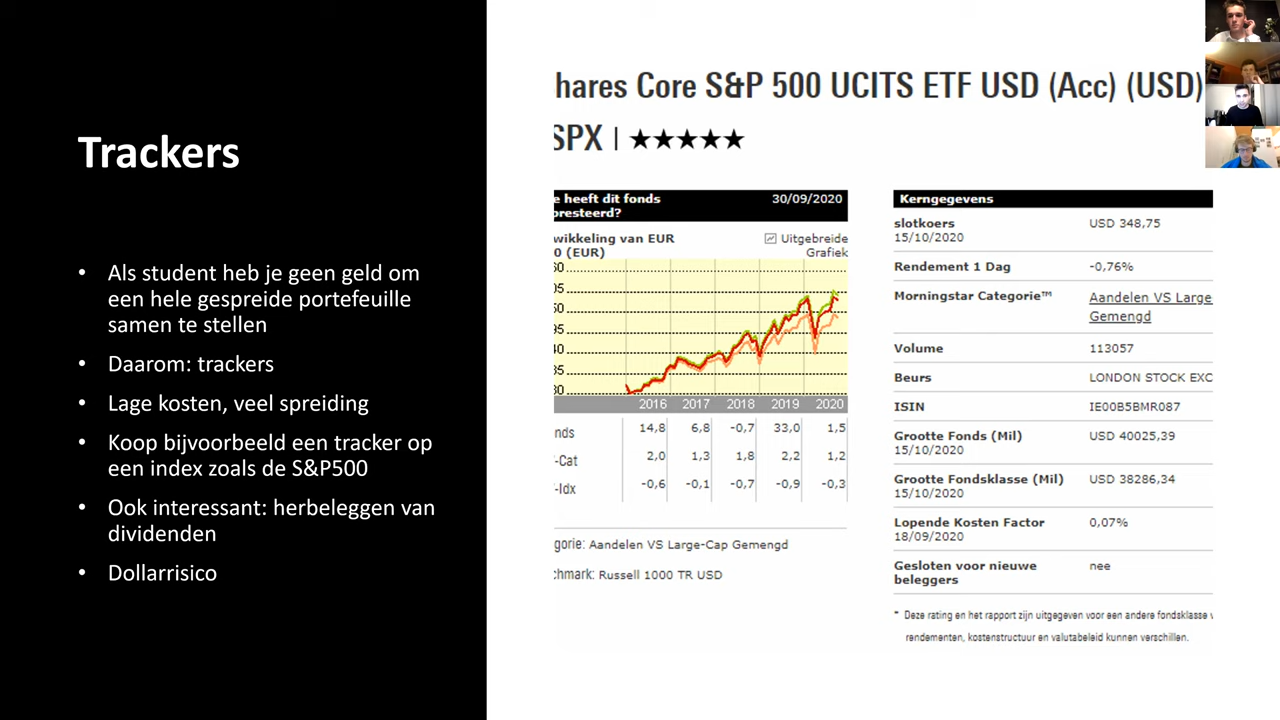 Trackers
• Als student heb je geen geld om
een hele gespreide portefeuille
samen te stellen
• Daarom: trackers
• Lage kosten, veel spreiding
• Koop bijvoorbeeld een tracker op
een index zoals de S&P500
• Ook interessant: herbeleggen van
dividenden
• Dollarrisico
hares Core S&P 500 UCITS ETF USD (Acc) (USD)
SPX | ★★★★★
e heeft dit fonds 30/09/2020
presteerd?
wikkeling van EUR Uitgebreide
0 (EUR) Grafiek
60
05
50
95
40
85
30
2016 2017 2018 2019 2020
nds 14,8 6,8 -0,7 33,0 1,5
-Cat 2,0 1,3 1,8 2,2 1,2
-Idx -0,6 -0,1 -0,7 -0,9 -0,3
gorie: Aandelen VS Large-Cap Gemengd
chmark: Russell 1000 TR USD
Kerngegevens
slotkoers USD 348,75
15/10/2020
Rendement 1 Dag -0,76%
Morningstar Categorie™ Aandelen VS Large
Gemengd
Volume 113057
Beurs LONDON STOCK EXC
ISIN IE00B5BMR087
Grootte Fonds (Mil) USD 40025,39
15/10/2020
Grootte Fondsklasse (Mil) USD 38286,34
15/10/2020
Lopende Kosten Factor 0,07%
18/09/2020
Gesloten voor nieuwe nee
beleggers
* Deze rating en het rapport zijn uitgegeven voor een andere fondsklasse v
rendementen, kostenstructuur en valutabeleid kunnen verschillen.